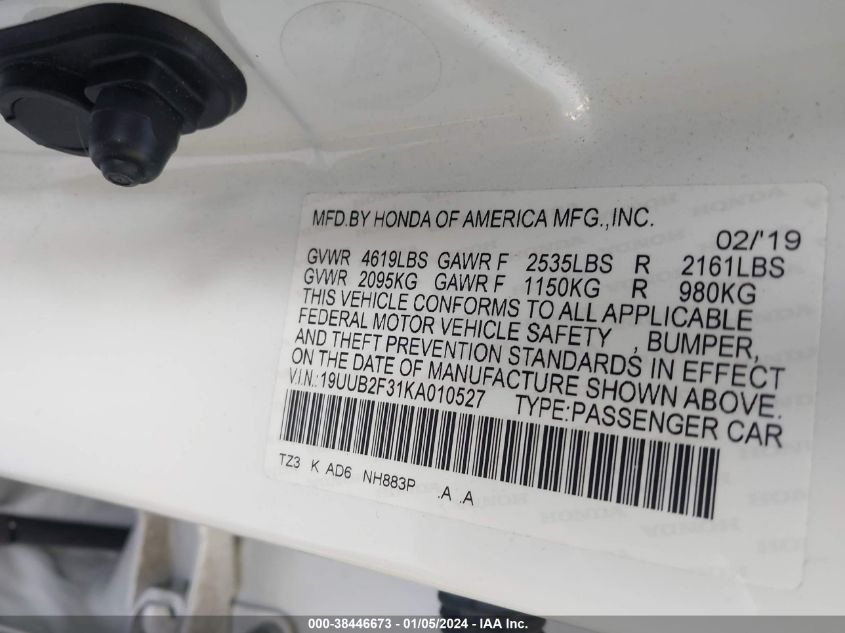 MFD.BY HONDA OF AMERICA MFG.,INC.
02/'19
GVWR 4619LBS GAWR F 2535LBS R 2161LBS
GVWR 2095KG GAWR F 1150KG R 980KG
THIS VEHICLE CONFORMS TO ALL APPLICABLE
FEDERAL MOTOR VEHICLE SAFETY , BUMPER,
AND THEFT PREVENTION STANDARDS IN EFFECT
ON THE DATE OF MANUFACTURE SHOWN ABOVE.
V.I.N.:19UUB2F31KA010527 TYPE:PASSENGER CAR
TZ3 K AD6 NH883P .A .A
000-38446673 - 01/05/2024 - IAA Inc.